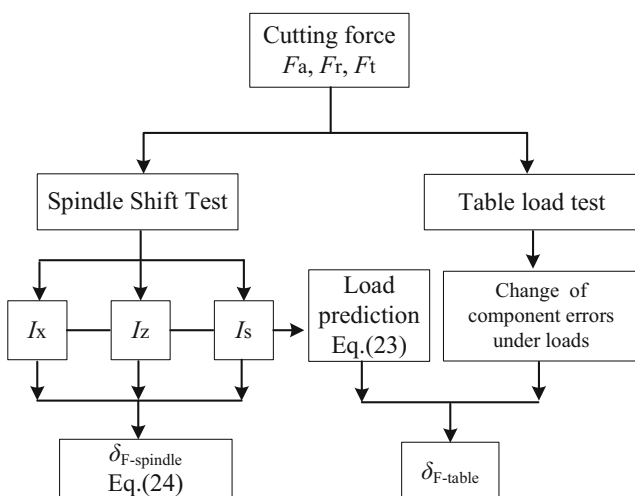 Cutting force
Fa, Fr, Ft
Spindle Shift Test
Table load test
Ix
Iz
Is
Load
prediction
Eq.(23)
Change of
component errors
under loads
δF-spindle
Eq.(24)
δF-table